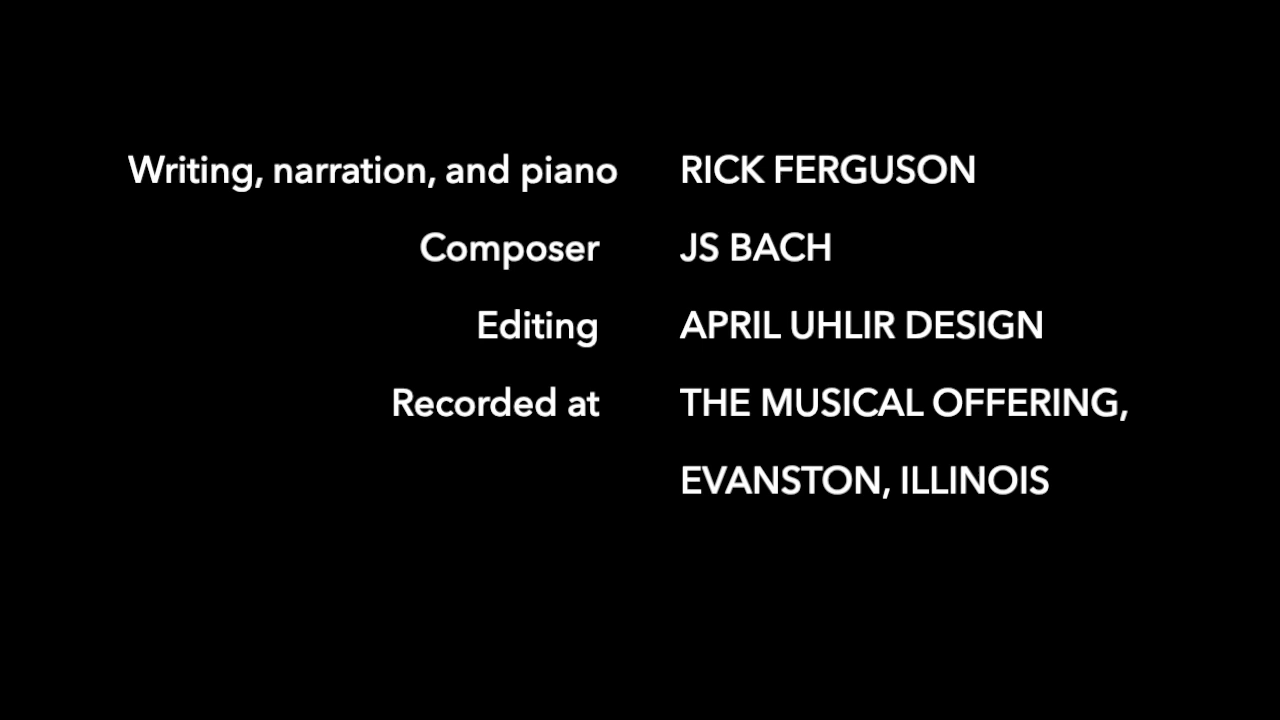 Writing, narration, and piano RICK FERGUSON
Composer JS BACH
Editing APRIL UHLIR DESIGN
Recorded at THE MUSICAL OFFERING,
EVANSTON, ILLINOIS